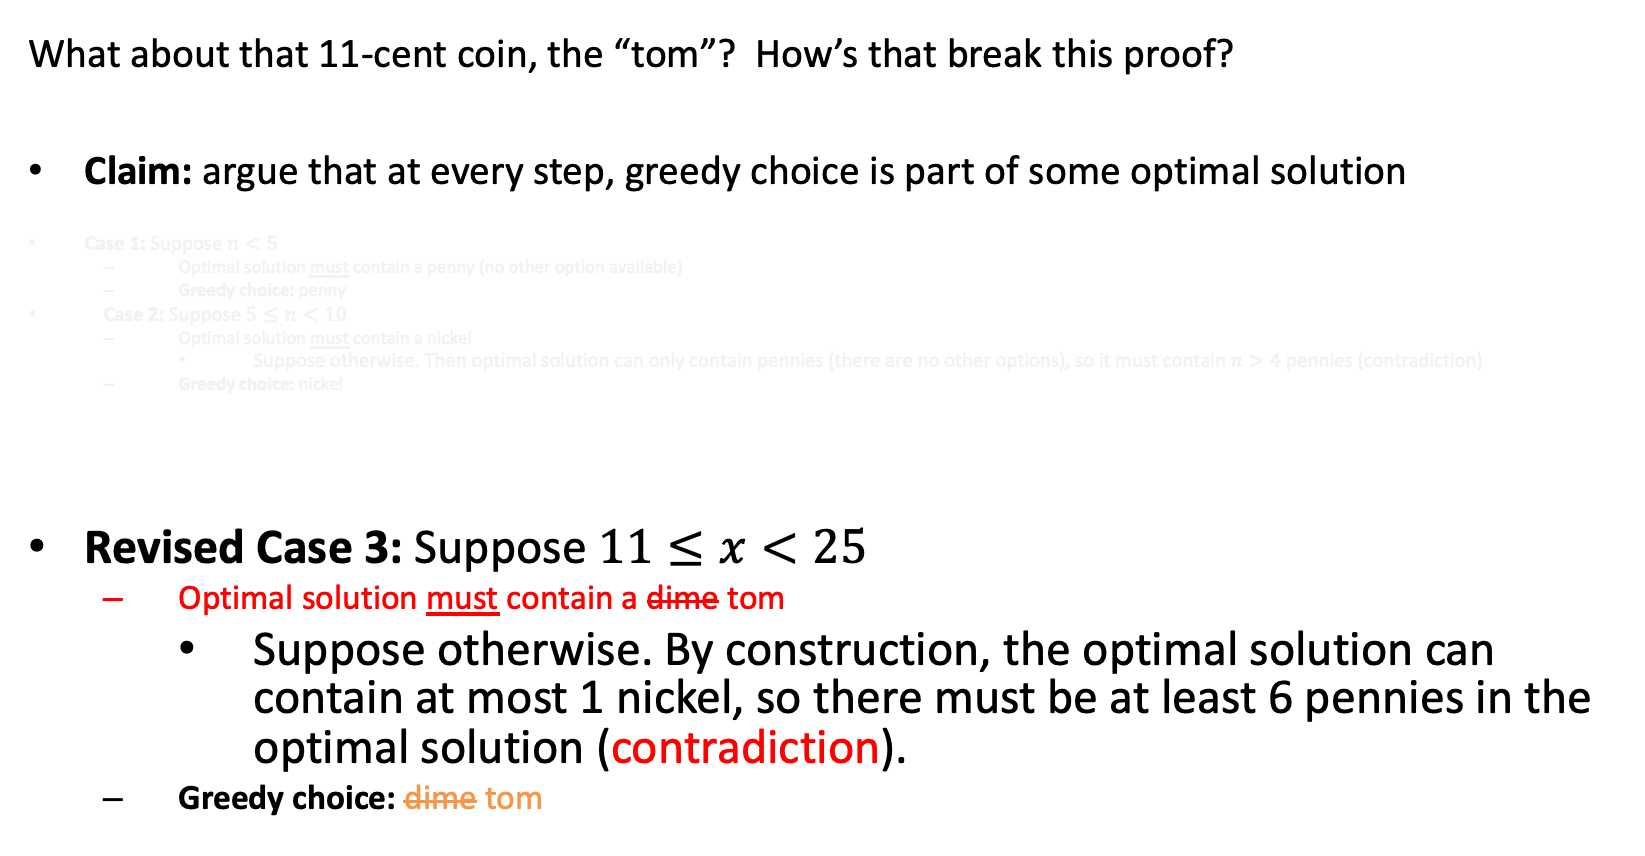 What about that 11-cent coin, the “tom”? How’s that break this proof?
• Claim: argue that at every step, greedy choice is part of some optimal solution
• Case 1: Suppose n < 5
– Optimal solution must contain a penny (no other option available)
– Greedy choice: penny
• Case 2: Suppose 5 ≤ n < 10
– Optimal solution must contain a nickel
• Suppose otherwise. Then optimal solution can only contain pennies (there are no other options), so it must contain n > 4 pennies (contradiction)
– Greedy choice: nickel
• Revised Case 3: Suppose 11 ≤ x < 25
– Optimal solution must contain a dime tom
• Suppose otherwise. By construction, the optimal solution can
contain at most 1 nickel, so there must be at least 6 pennies in the
optimal solution (contradiction).
– Greedy choice: dime tom